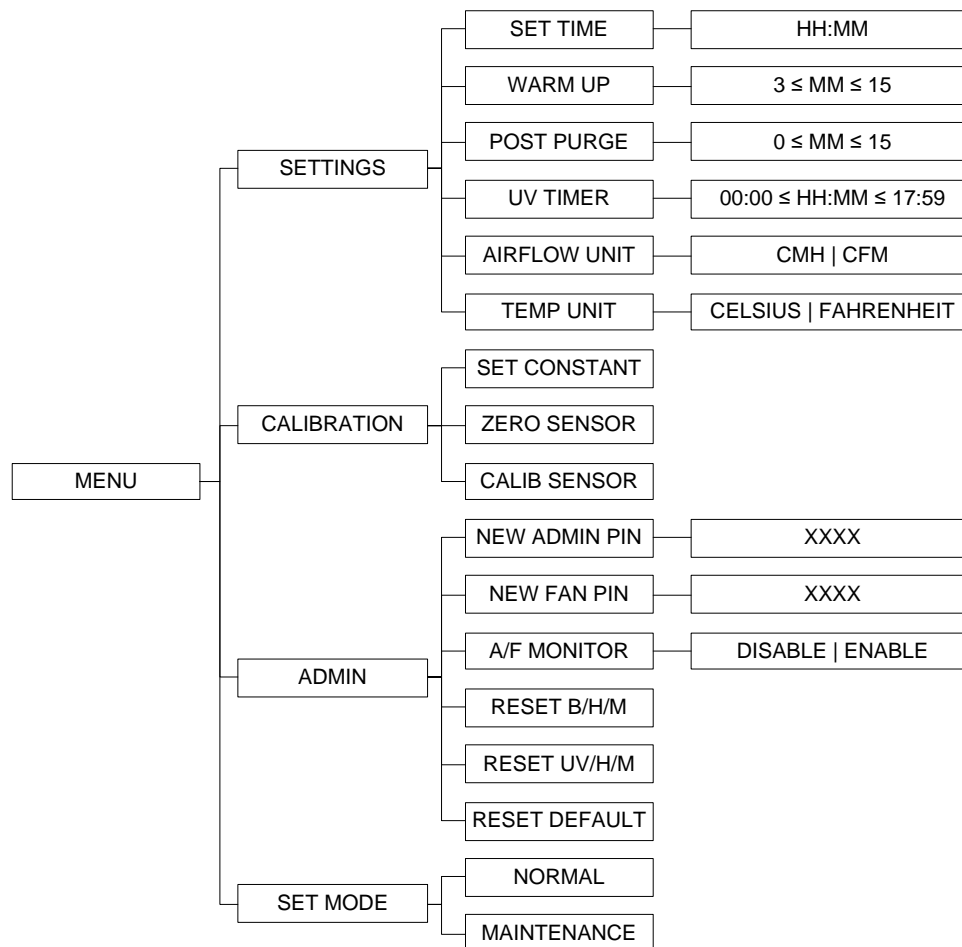 SET TIME
HH:MM
WARM UP
3 ≤ MM ≤ 15
POST PURGE
0 ≤ MM ≤ 15
SETTINGS
UV TIMER
00:00 ≤ HH:MM ≤ 17:59
AIRFLOW UNIT
CMH | CFM
TEMP UNIT
CELSIUS | FAHRENHEIT
SET CONSTANT
CALIBRATION
ZERO SENSOR
CALIB SENSOR
MENU
NEW ADMIN PIN
XXXX
NEW FAN PIN
XXXX
A/F MONITOR
DISABLE | ENABLE
ADMIN
RESET B/H/M
RESET UV/H/M
RESET DEFAULT
NORMAL
SET MODE
MAINTENANCE